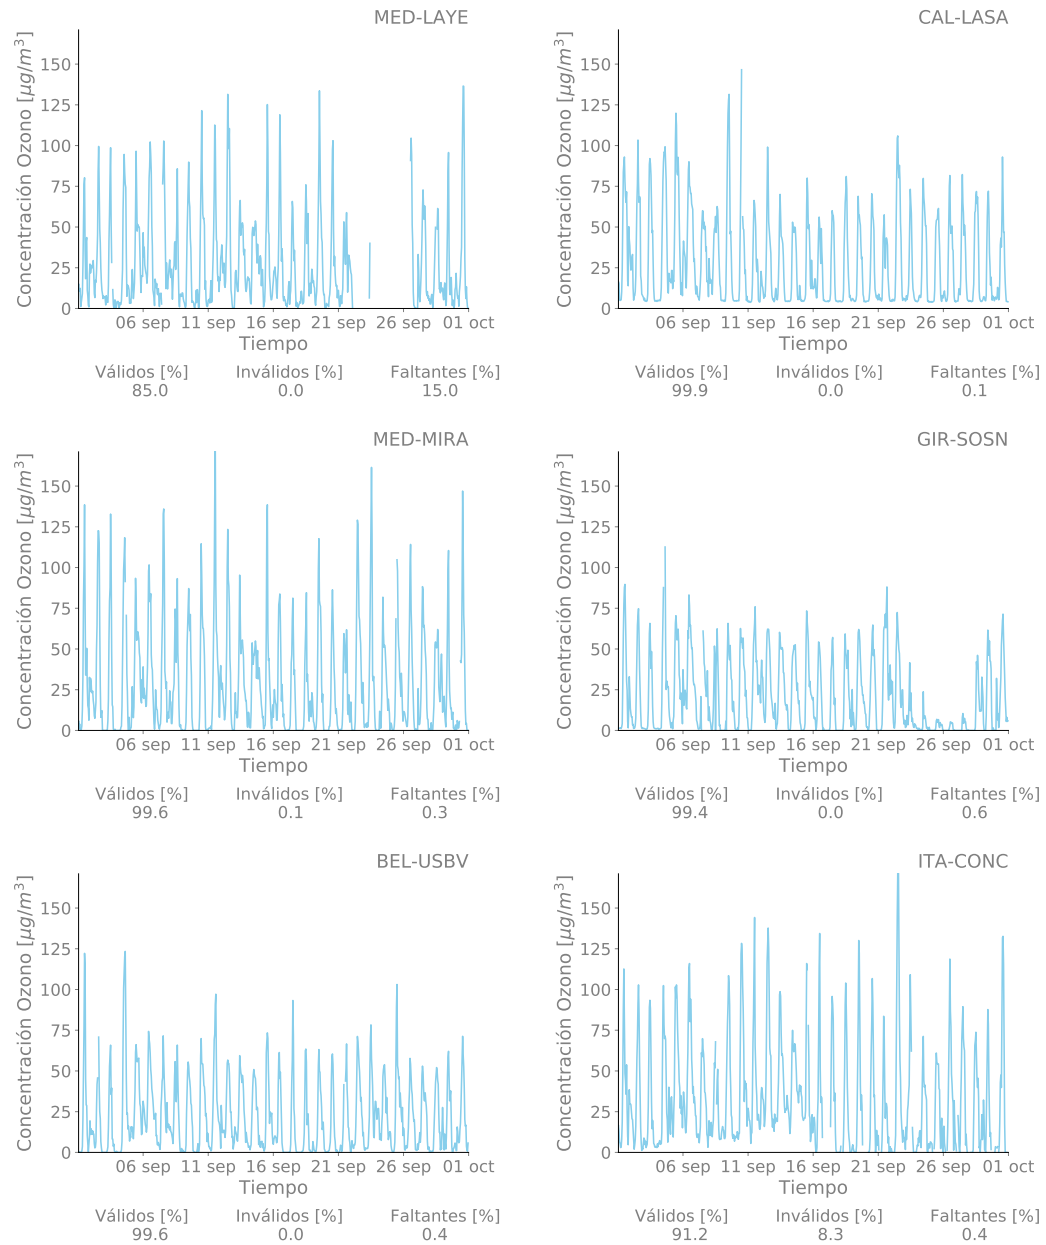 MED-LAYE
Concentración Ozono [μg/m³]
150
125
100
75
50
25
0
06 sep 11 sep 16 sep 21 sep 26 sep 01 oct
Tiempo
Válidos [%] Inválidos [%] Faltantes [%]
85.0 0.0 15.0
CAL-LASA
Concentración Ozono [μg/m³]
150
125
100
75
50
25
0
06 sep 11 sep 16 sep 21 sep 26 sep 01 oct
Tiempo
Válidos [%] Inválidos [%] Faltantes [%]
99.9 0.0 0.1
MED-MIRA
Concentración Ozono [μg/m³]
150
125
100
75
50
25
0
06 sep 11 sep 16 sep 21 sep 26 sep 01 oct
Tiempo
Válidos [%] Inválidos [%] Faltantes [%]
99.6 0.1 0.3
GIR-SOSN
Concentración Ozono [μg/m³]
150
125
100
75
50
25
0
06 sep 11 sep 16 sep 21 sep 26 sep 01 oct
Tiempo
Válidos [%] Inválidos [%] Faltantes [%]
99.4 0.0 0.6
BEL-USBV
Concentración Ozono [μg/m³]
150
125
100
75
50
25
0
06 sep 11 sep 16 sep 21 sep 26 sep 01 oct
Tiempo
Válidos [%] Inválidos [%] Faltantes [%]
99.6 0.0 0.4
ITA-CONC
Concentración Ozono [μg/m³]
150
125
100
75
50
25
0
06 sep 11 sep 16 sep 21 sep 26 sep 01 oct
Tiempo
Válidos [%] Inválidos [%] Faltantes [%]
91.2 8.3 0.4